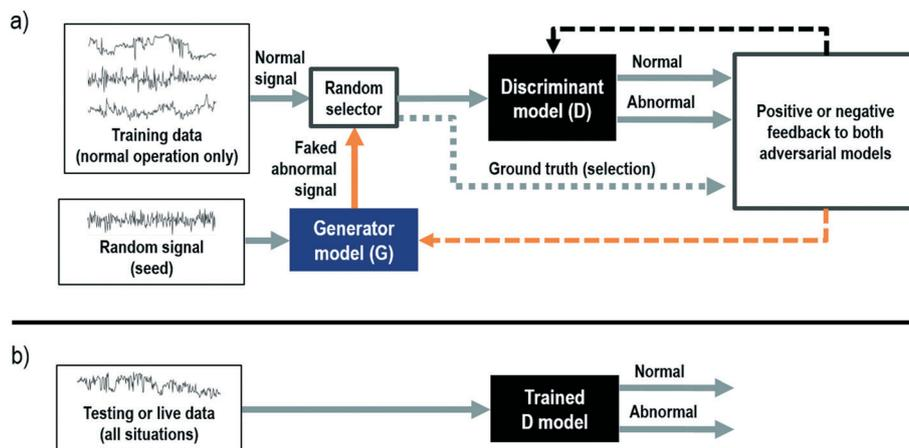 a)
Training data
(normal operation only)
Normal
signal
Random
selector
Discriminant
model (D)
Normal
Abnormal
Positive or negative
feedback to both
adversarial models
Faked
abnormal
signal
Ground truth (selection)
Random signal
(seed)
Generator
model (G)
b)
Testing or live data
(all situations)
Trained
D model
Normal
Abnormal